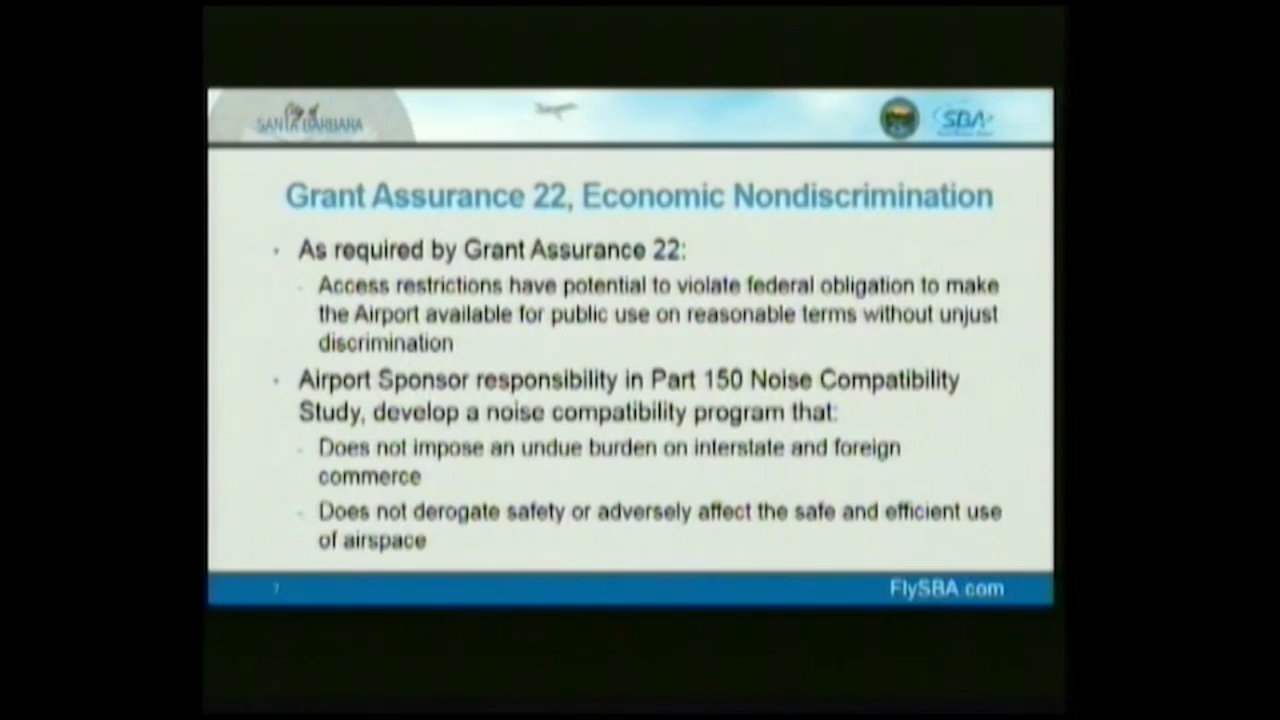 City of
SANTA BARBARA
SBA
Grant Assurance 22, Economic Nondiscrimination
As required by Grant Assurance 22:
Access restrictions have potential to violate federal obligation to make
the Airport available for public use on reasonable terms without unjust
discrimination
Airport Sponsor responsibility in Part 150 Noise Compatibility
Study, develop a noise compatibility program that:
Does not impose an undue burden on interstate and foreign
commerce
Does not derogate safety or adversely affect the safe and efficient use
of airspace
7
FlySBA.com